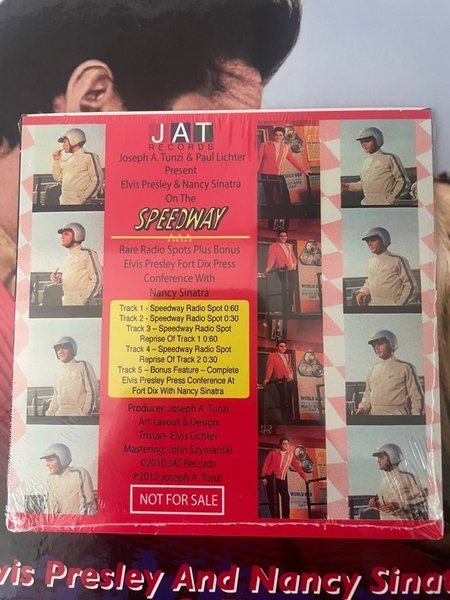 JAT
RECORDS
Joseph A. Tunzi & Paul Lichter
Present
Elvis Presley & Nancy Sinatra
On The
SPEEDWAY
Rare Radio Spots Plus Bonus
Elvis Presley Fort Dix Press
Conference With
Nancy Sinatra
Track 1 - Speedway Radio Spot 0:60
Track 2 - Speedway Radio Spot 0:30
Track 3 – Speedway Radio Spot
Reprise Of Track 1 0:60
Track 4 – Speedway Radio Spot
Reprise Of Track 2 0:30
Track 5 – Bonus Feature – Complete
Elvis Presley Press Conference At
Fort Dix With Nancy Sinatra
Producer: Joseph A. Tunzi
Art Layout & Design:
Tristan- Elvis Lichter
Mastering: John Szymanski
©2010 JAT Records
℗2010 Joseph A. Tunzi
NOT FOR SALE
vis Presley And Nancy Sinat